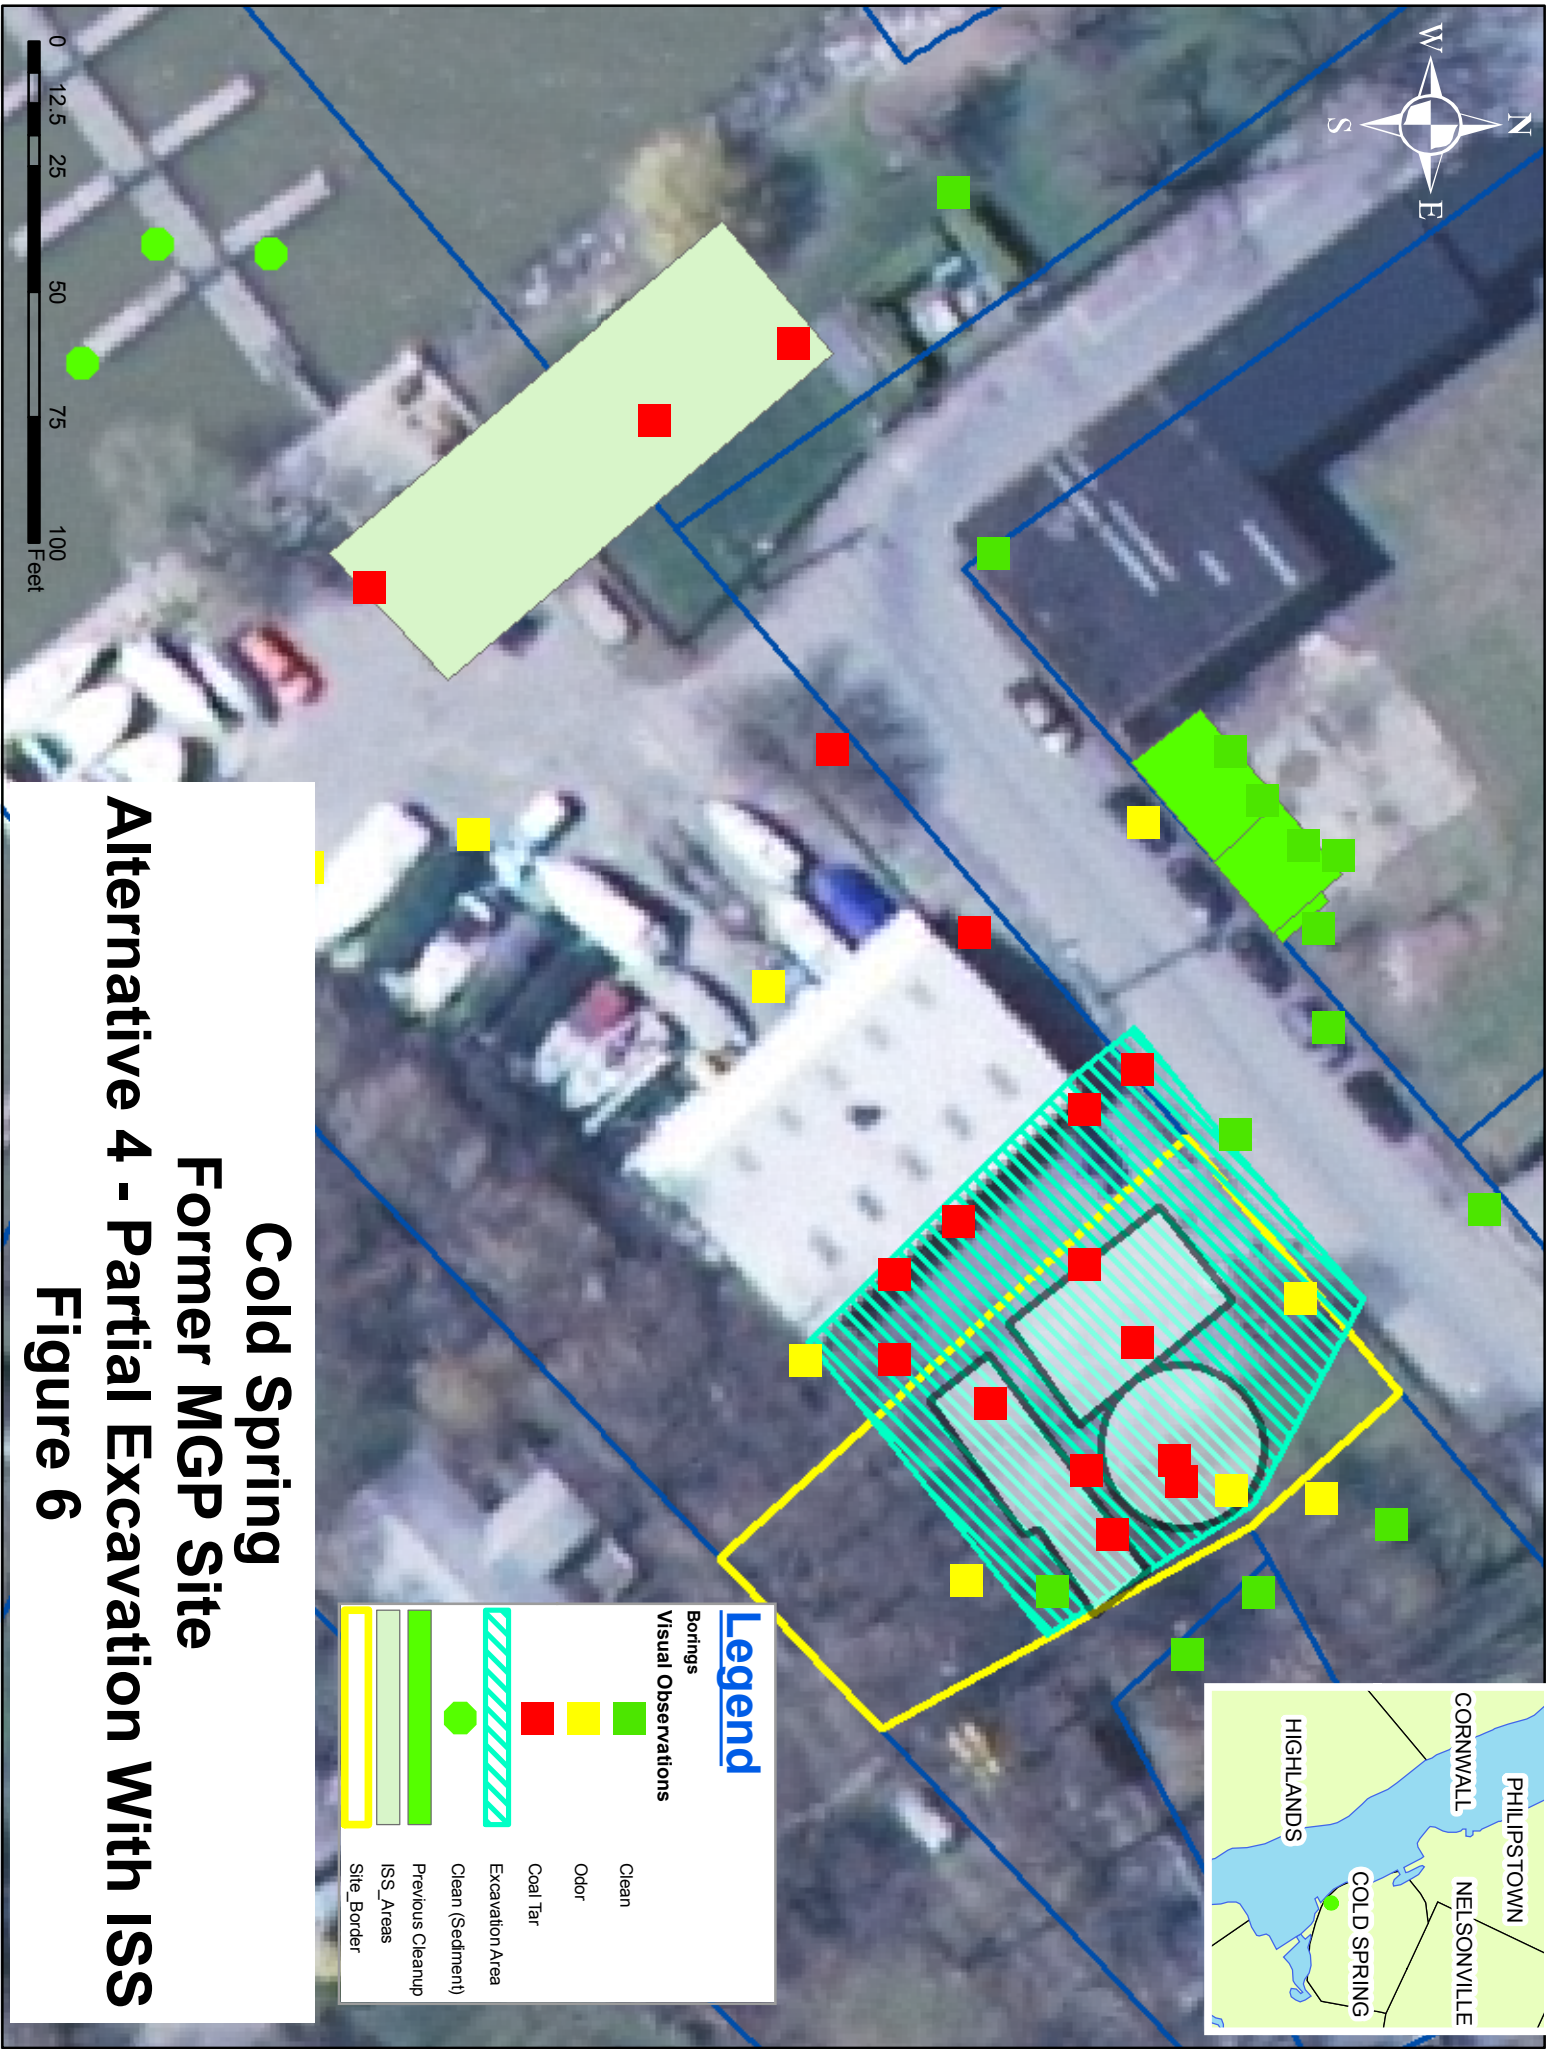 N
W
E
S
PHILIPSTOWN
CORNWALL
NELSONVILLE
COLD SPRING
HIGHLANDS
Legend
Borings
Visual Observations
Clean
Odor
Coal Tar
Excavation Area
Clean (Sediment)
Previous Cleanup
ISS_Areas
Site_Border
Cold Spring
Former MGP Site
Alternative 4 - Partial Excavation With ISS
Figure 6
0 12.5 25 50 75 100
Feet